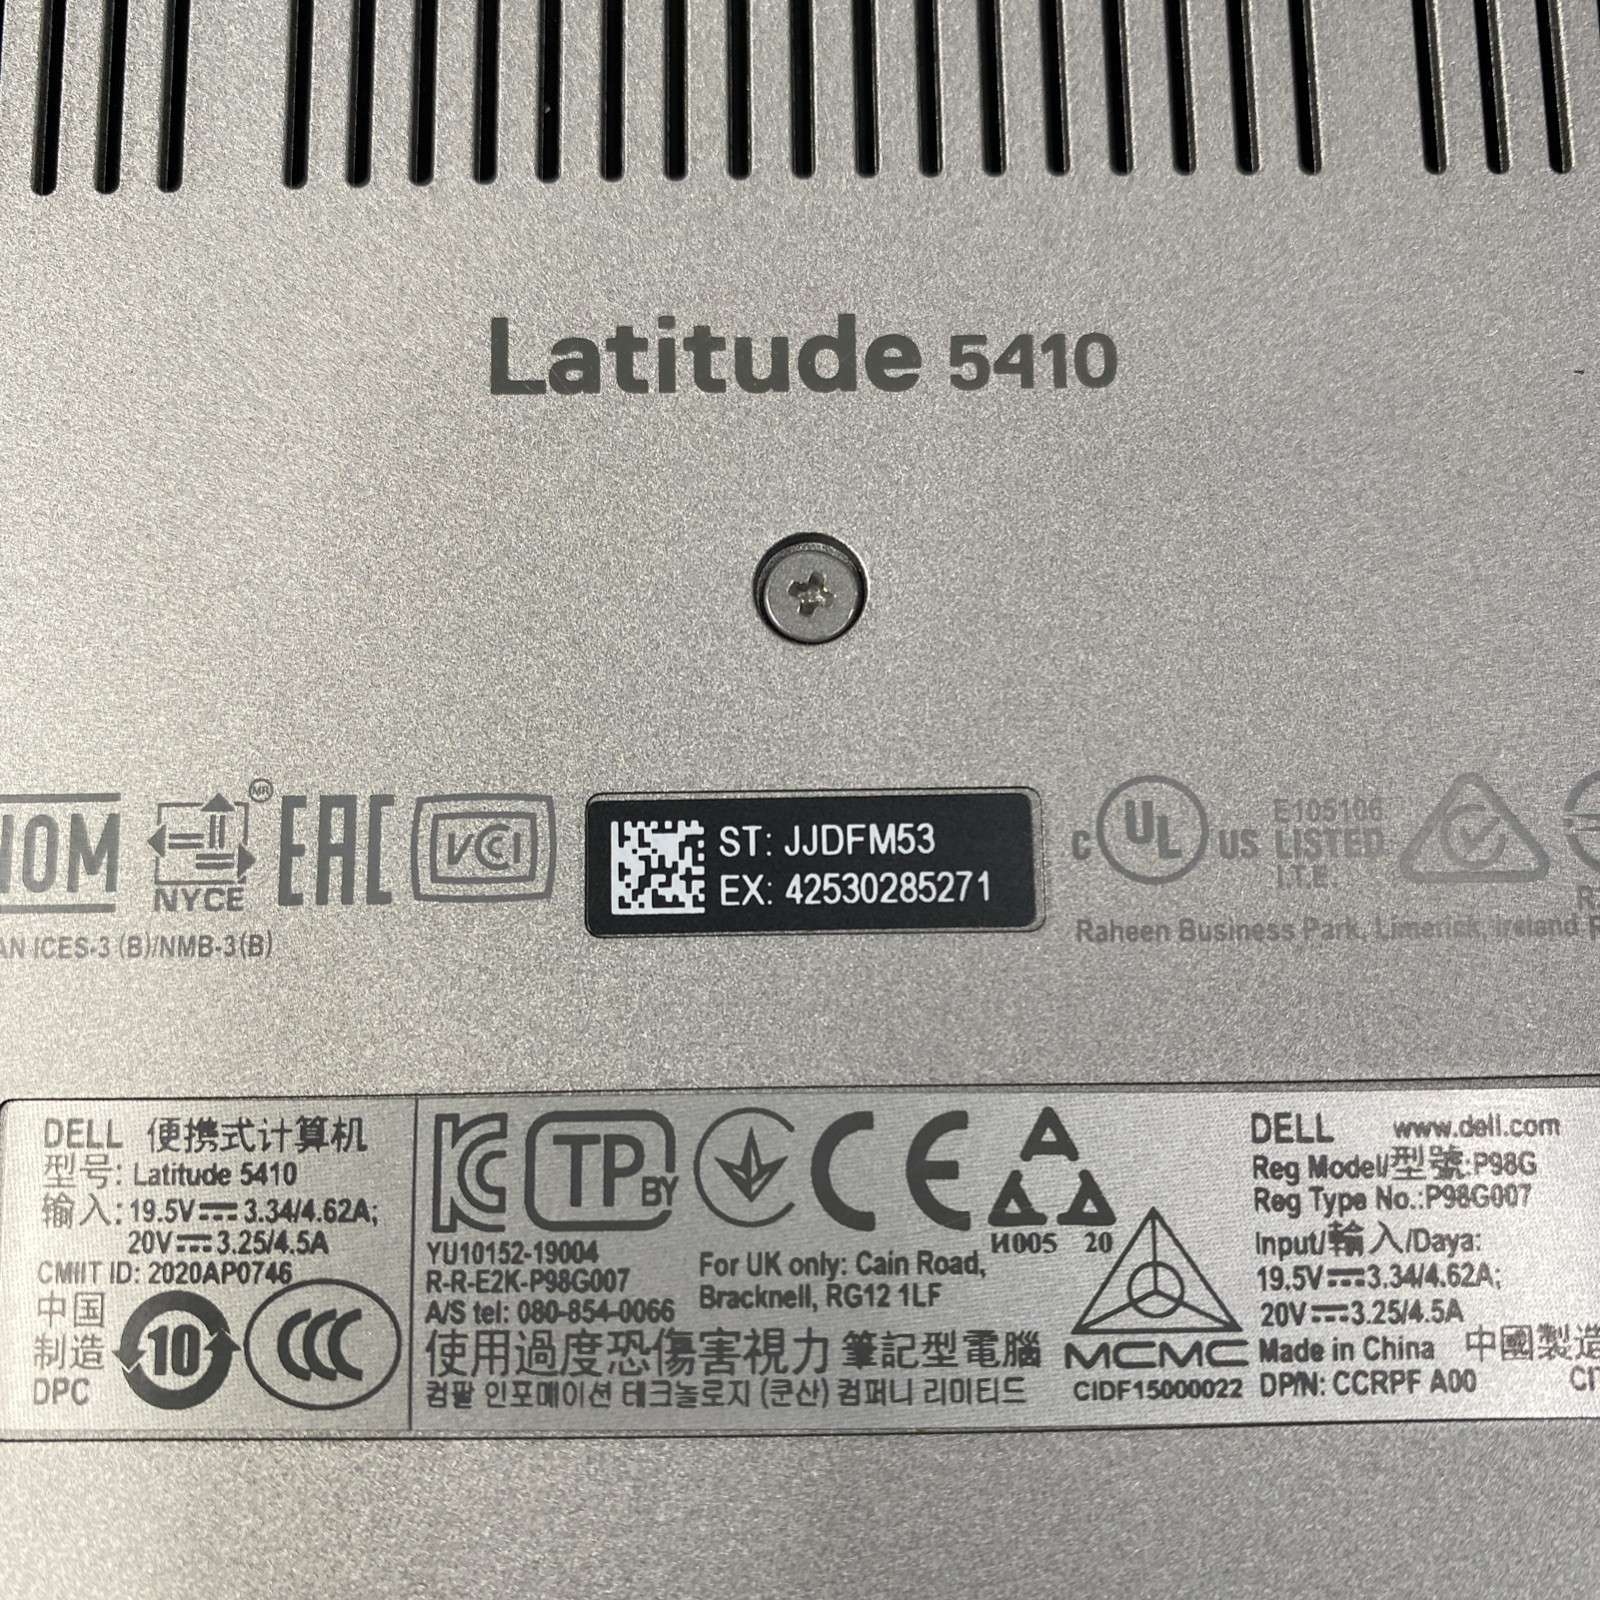 Latitude 5410
NOM
NYCE
MR
EAC
VCCI
ST: JJDFM53
EX: 42530285271
C UL US
E105106
LISTED
I.T.E.
AN ICES-3 (B)/NMB-3(B)
Raheen Business Park, Limerick, Ireland
DELL 便携式计算机
型号: Latitude 5410
输入: 19.5V⎓3.34/4.62A;
20V⎓3.25/4.5A
CMIIT ID: 2020AP0746
中国
制造
DPC
10
CCC
KC
TP BY
CE
И005 20
YU10152-19004
R-R-E2K-P98G007
A/S tel: 080-854-0066
For UK only: Cain Road,
Bracknell, RG12 1LF
使用過度恐傷害視力 筆記型電腦
컴팔 인포메이션 테크놀로지 (쿤산) 컴퍼니 리미티드
MCMC
CIDF15000022
DELL www.dell.com
Reg Model/型號:P98G
Reg Type No.:P98G007
Input/輸入/Daya:
19.5V⎓3.34/4.62A;
20V⎓3.25/4.5A
Made in China 中國製造
DP/N: CCRPF A00